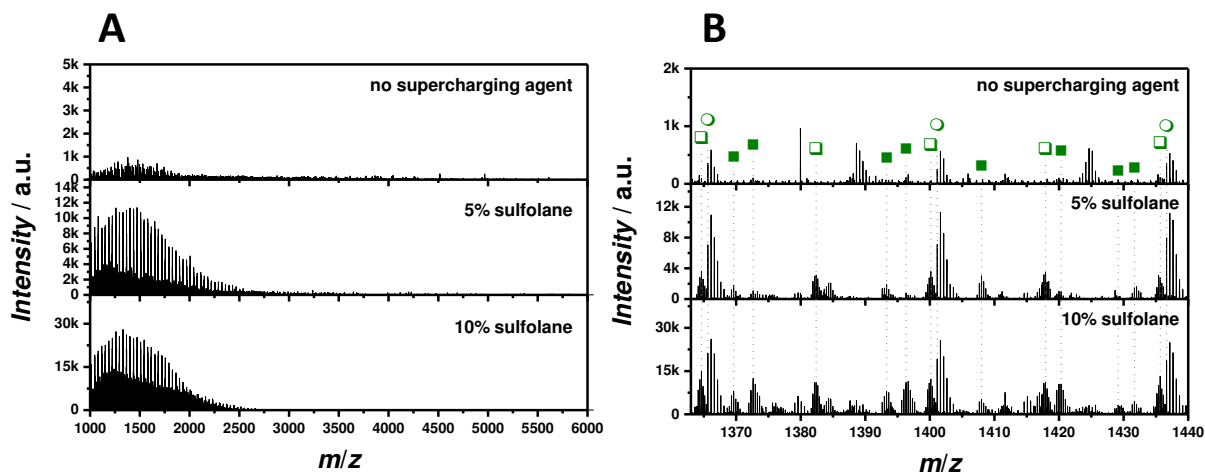 A
B
Intensity / a.u.
5k
4k
3k
2k
1k
0
no supercharging agent
14k
12k
10k
8k
6k
4k
2k
0
5% sulfolane
30k
15k
0
10% sulfolane
1000 1500 2000 2500 3000 3500 4000 4500 5000 5500 6000
m/z
Intensity / a.u.
2k
1k
0
no supercharging agent
12k
8k
4k
0
5% sulfolane
30k
15k
0
10% sulfolane
1370 1380 1390 1400 1410 1420 1430 1440
m/z